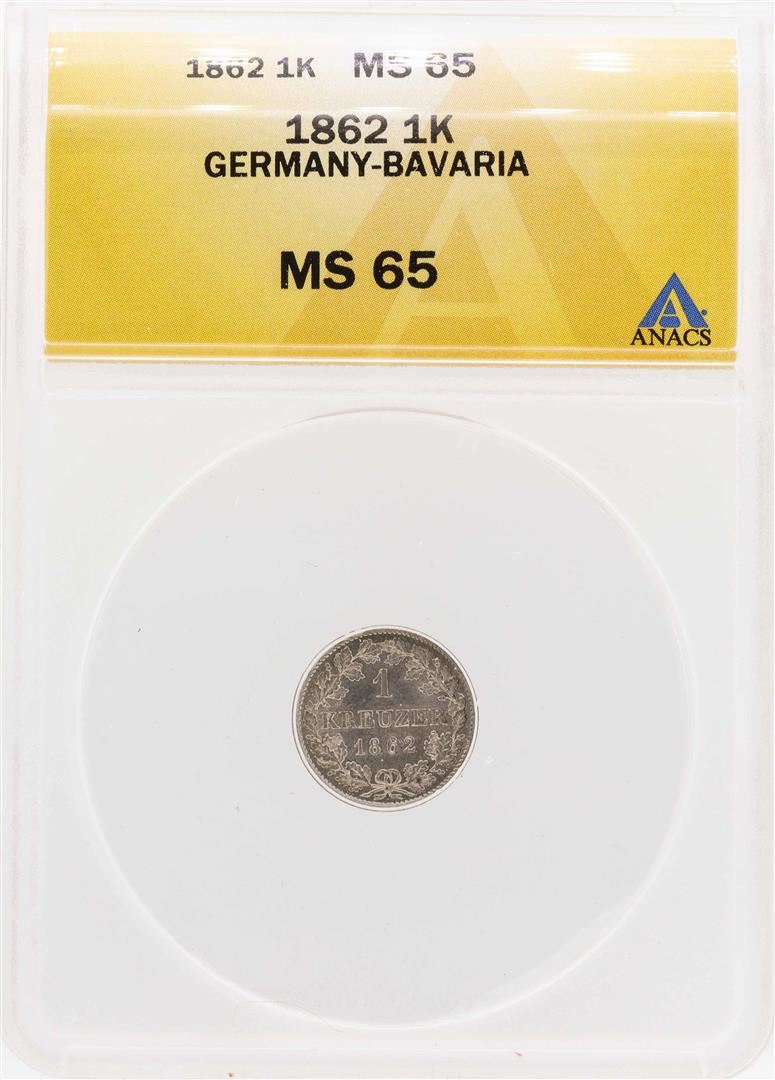 1862 1K MS 65
1862 1K
GERMANY-BAVARIA
MS 65
ANACS
1
KREUZER
1862